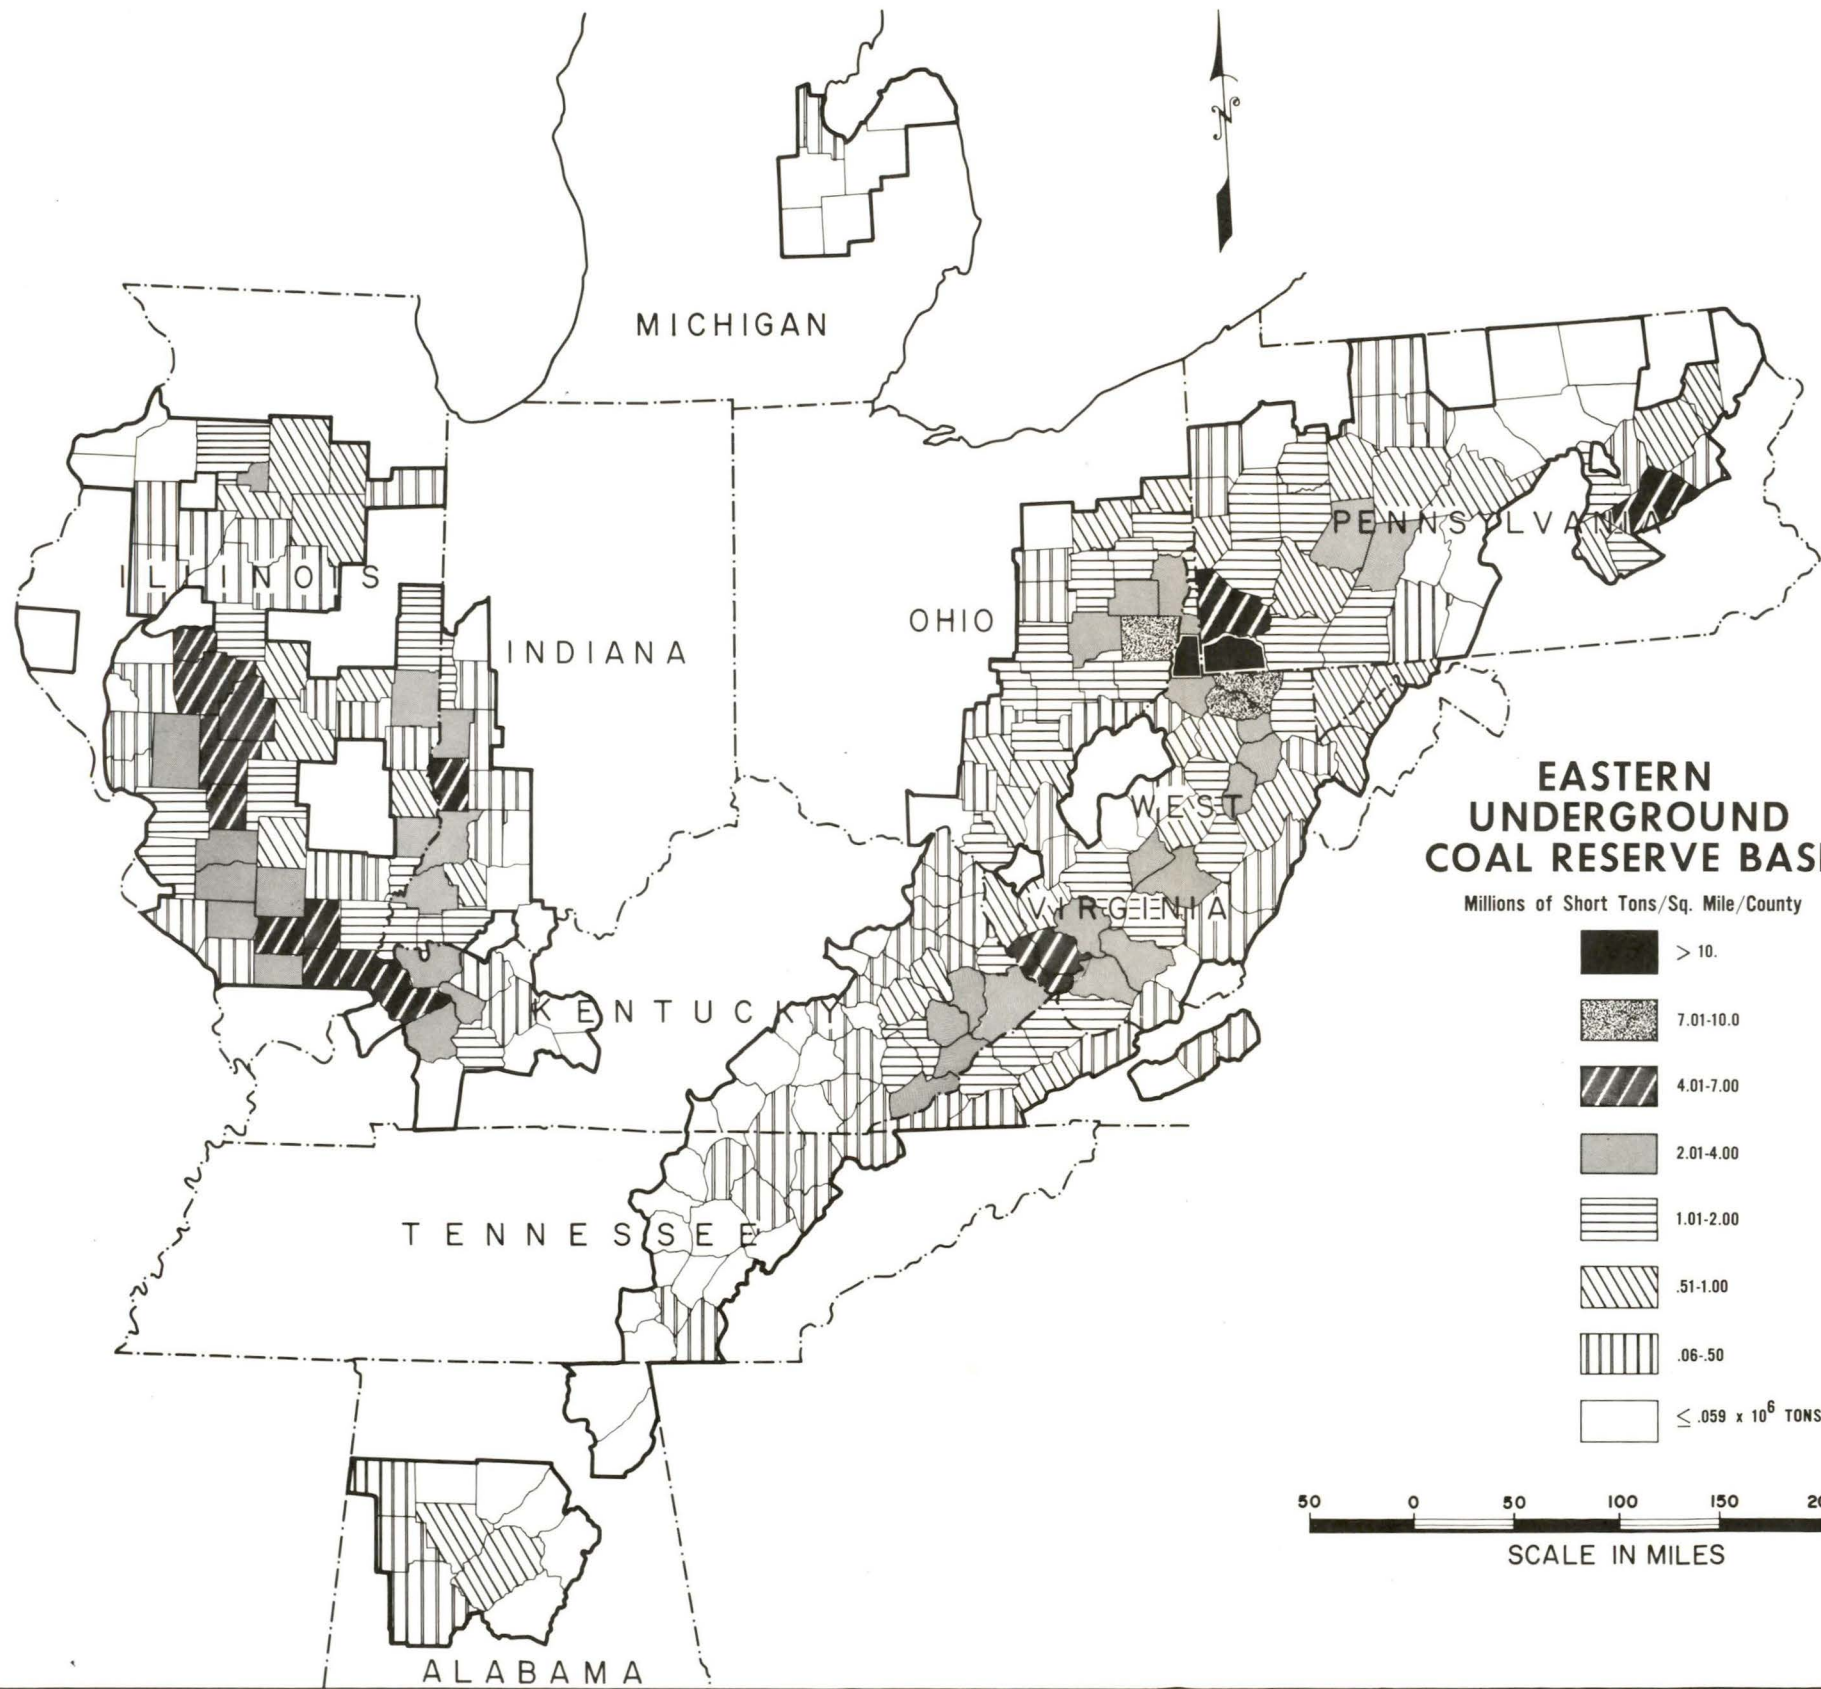 N
MICHIGAN
PENNSYLVANIA
ILLINOIS
OHIO
INDIANA
EASTERN
UNDERGROUND
COAL RESERVE BAS
Millions of Short Tons/Sq. Mile/County
> 10.
7.01-10.0
4.01-7.00
2.01-4.00
1.01-2.00
.51-1.00
.06-.50
≤ .059 x 10⁶ TONS
WEST
VIRGINIA
KENTUCKY
TENNESSEE
50 0 50 100 150 20
SCALE IN MILES
ALABAMA